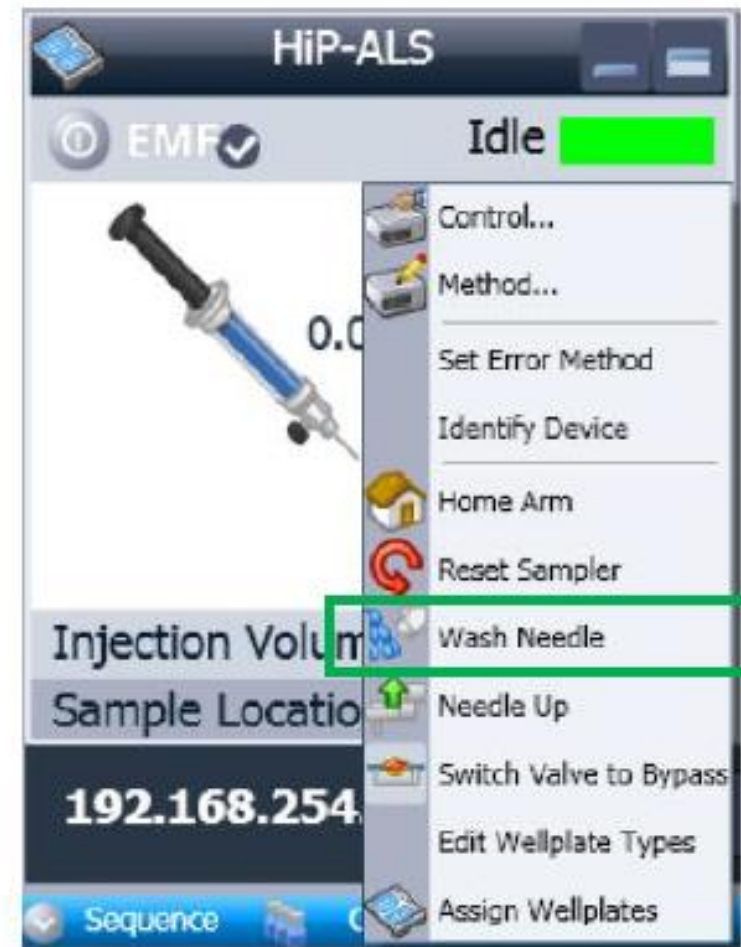 HiP-ALS
EMF Idle
Control...
Method...
0.0
Set Error Method
Identify Device
Home Arm
Reset Sampler
Injection Volum
Wash Needle
Sample Locatio
Needle Up
Switch Valve to Bypass
192.168.254.
Edit Wellplate Types
Sequence
Assign Wellplates